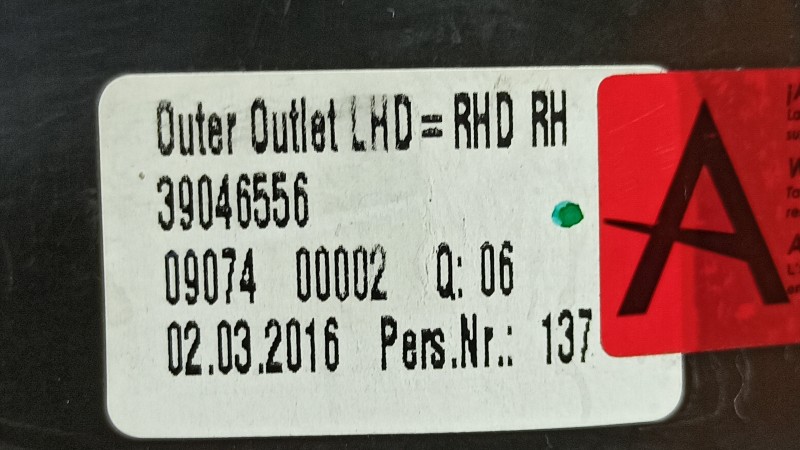 Outer Outlet LHD = RHD RH
39046556
09074 00002 Q: 06
02.03.2016 Pers.Nr.: 137
A